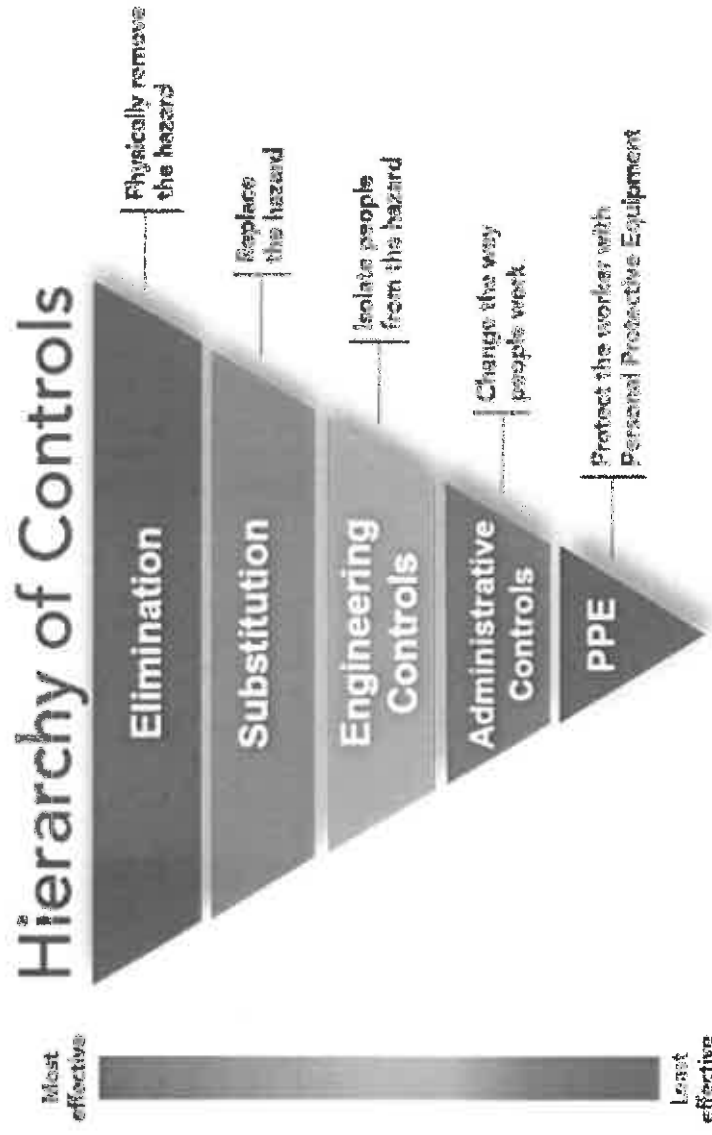 Hierarchy of Controls
Most
effective
Elimination
Physically remove
the hazard
Substitution
Replace
the hazard
Engineering
Controls
Isolate people
from the hazard
Administrative
Controls
Change the way
people work
PPE
Protect the worker with
Personal Protective Equipment
Least
effective